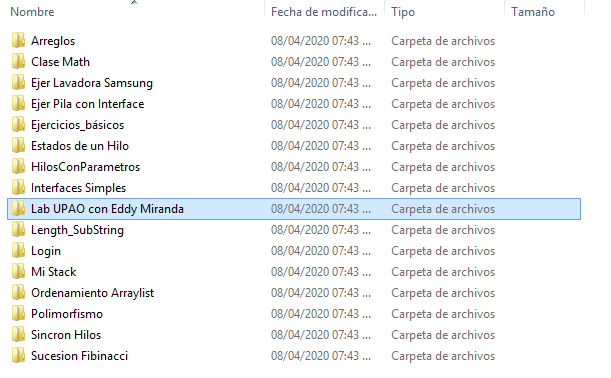 Nombre Fecha de modifica... Tipo Tamaño
Arreglos 08/04/2020 07:43 ... Carpeta de archivos
Clase Math 08/04/2020 07:43 ... Carpeta de archivos
Ejer Lavadora Samsung 08/04/2020 07:43 ... Carpeta de archivos
Ejer Pila con Interface 08/04/2020 07:43 ... Carpeta de archivos
Ejercicios_básicos 08/04/2020 07:43 ... Carpeta de archivos
Estados de un Hilo 08/04/2020 07:43 ... Carpeta de archivos
HilosConParametros 08/04/2020 07:43 ... Carpeta de archivos
Interfaces Simples 08/04/2020 07:43 ... Carpeta de archivos
Lab UPAO con Eddy Miranda 08/04/2020 07:43 ... Carpeta de archivos
Length_SubString 08/04/2020 07:43 ... Carpeta de archivos
Login 08/04/2020 07:43 ... Carpeta de archivos
Mi Stack 08/04/2020 07:43 ... Carpeta de archivos
Ordenamiento Arraylist 08/04/2020 07:43 ... Carpeta de archivos
Polimorfismo 08/04/2020 07:43 ... Carpeta de archivos
Sincron Hilos 08/04/2020 07:43 ... Carpeta de archivos
Sucesion Fibinacci 08/04/2020 07:43 ... Carpeta de archivos